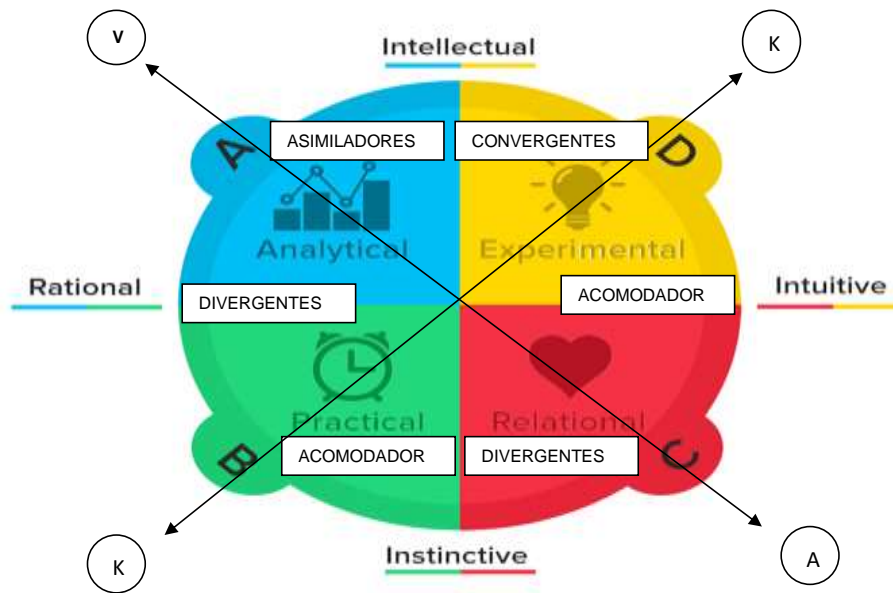 V
K
Intellectual
A
ASIMILADORES
CONVERGENTES
D
Analytical
Experimental
Rational
DIVERGENTES
ACOMODADOR
Intuitive
Practical
Relational
B
ACOMODADOR
DIVERGENTES
C
K
Instinctive
A